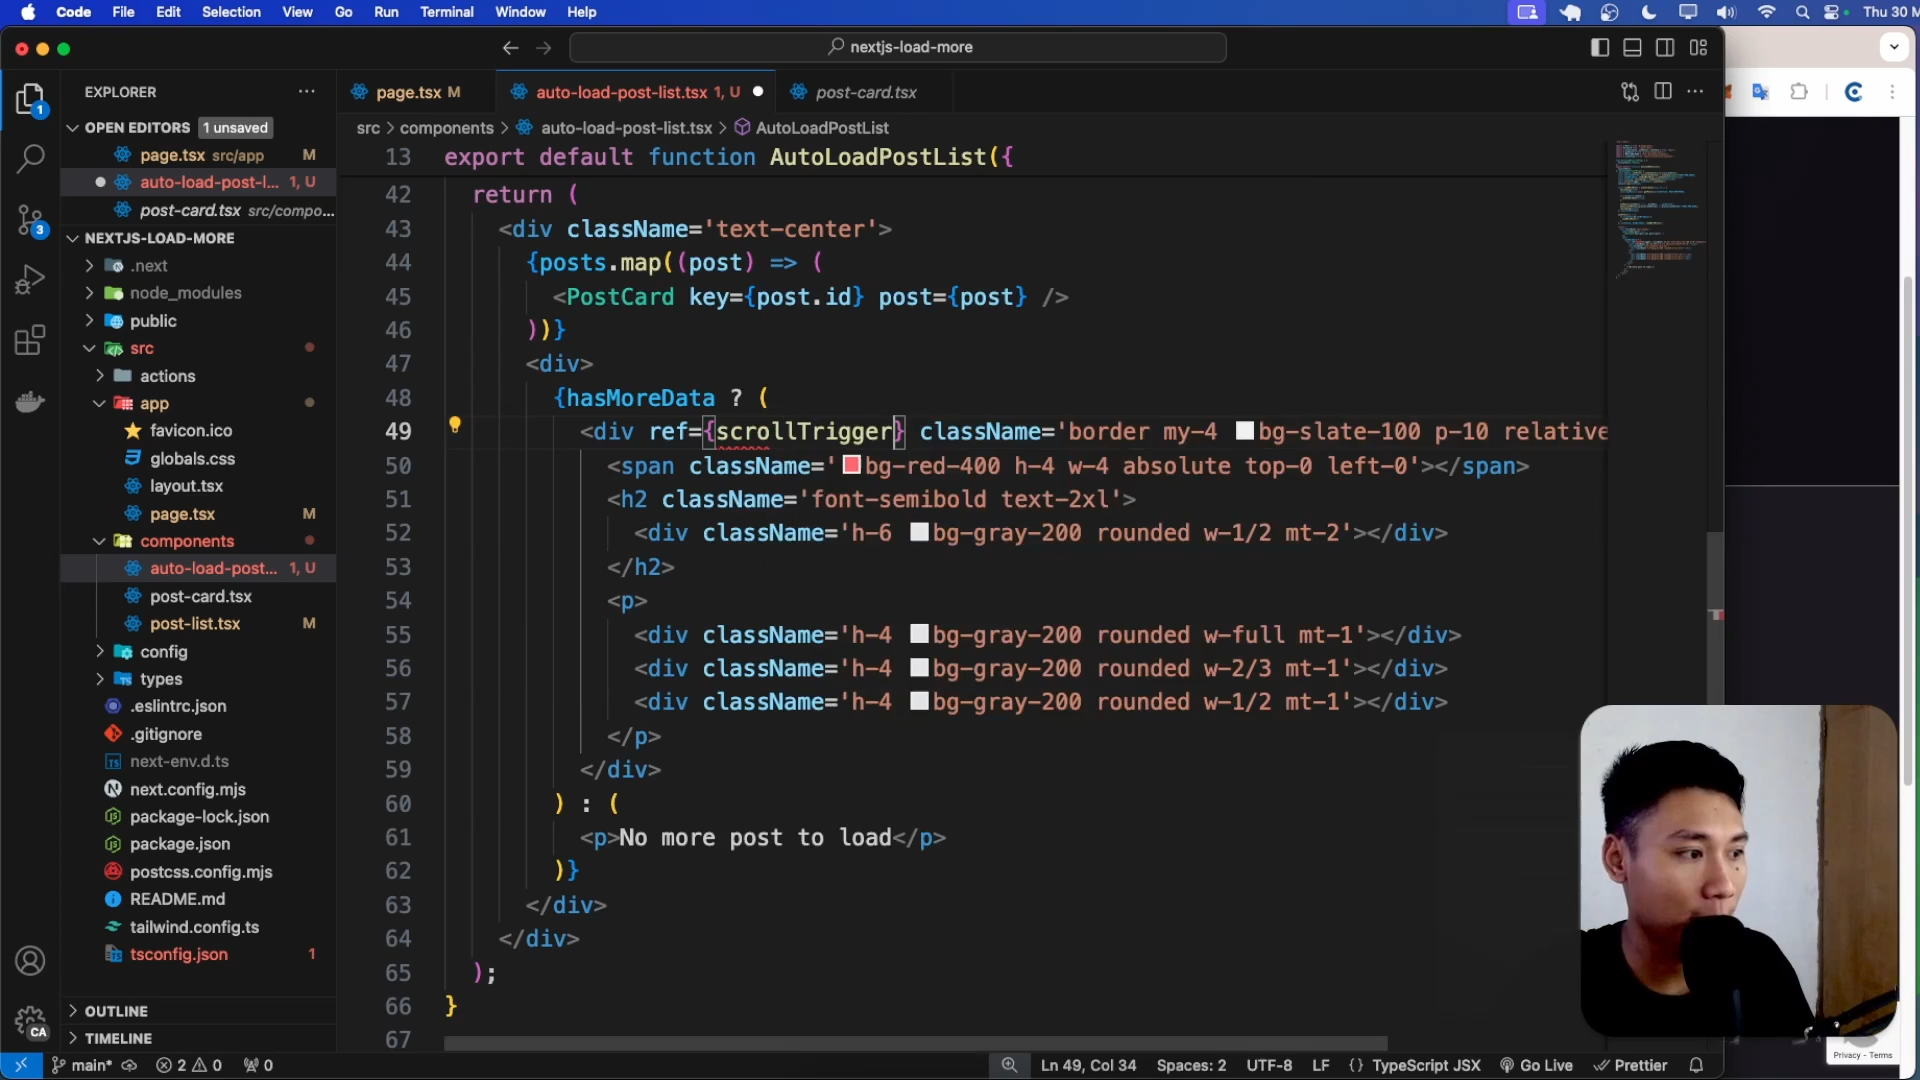 Code File Edit Selection View Go Run Terminal Window Help Thu 30 M
nextjs-load-more
EXPLORER
page.tsx M auto-load-post-list.tsx 1, U post-card.tsx
OPEN EDITORS 1 unsaved
page.tsx src/app M
auto-load-post-l... 1, U
post-card.tsx src/compo...
NEXTJS-LOAD-MORE
.next
node_modules
public
src
actions
app
favicon.ico
globals.css
layout.tsx
page.tsx M
components
auto-load-post... 1, U
post-card.tsx
post-list.tsx M
config
types
.eslintrc.json
.gitignore
next-env.d.ts
next.config.mjs
package-lock.json
package.json
postcss.config.mjs
README.md
tailwind.config.ts
tsconfig.json 1
OUTLINE
TIMELINE
1
3
CA
src > components > auto-load-post-list.tsx > AutoLoadPostList
13 export default function AutoLoadPostList({
42 return (
43 <div className='text-center'>
44 {posts.map((post) => (
45 <PostCard key={post.id} post={post} />
46 ))}
47 <div>
48 {hasMoreData ? (
49 <div ref={scrollTrigger} className='border my-4 bg-slate-100 p-10 relative
50 <span className='bg-red-400 h-4 w-4 absolute top-0 left-0'></span>
51 <h2 className='font-semibold text-2xl'>
52 <div className='h-6 bg-gray-200 rounded w-1/2 mt-2'></div>
53 </h2>
54 <p>
55 <div className='h-4 bg-gray-200 rounded w-full mt-1'></div>
56 <div className='h-4 bg-gray-200 rounded w-2/3 mt-1'></div>
57 <div className='h-4 bg-gray-200 rounded w-1/2 mt-1'></div>
58 </p>
59 </div>
60 ) : (
61 <p>No more post to load</p>
62 )}
63 </div>
64 </div>
65 );
66 }
67
Privacy - Terms
main* 2 0 0 Ln 49, Col 34 Spaces: 2 UTF-8 LF {} TypeScript JSX Go Live Prettier